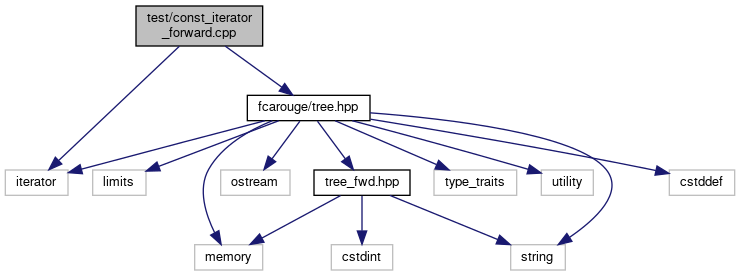 test/const_iterator
_forward.cpp
fcarouge/tree.hpp
iterator
limits
ostream
tree_fwd.hpp
type_traits
utility
cstddef
memory
cstdint
string